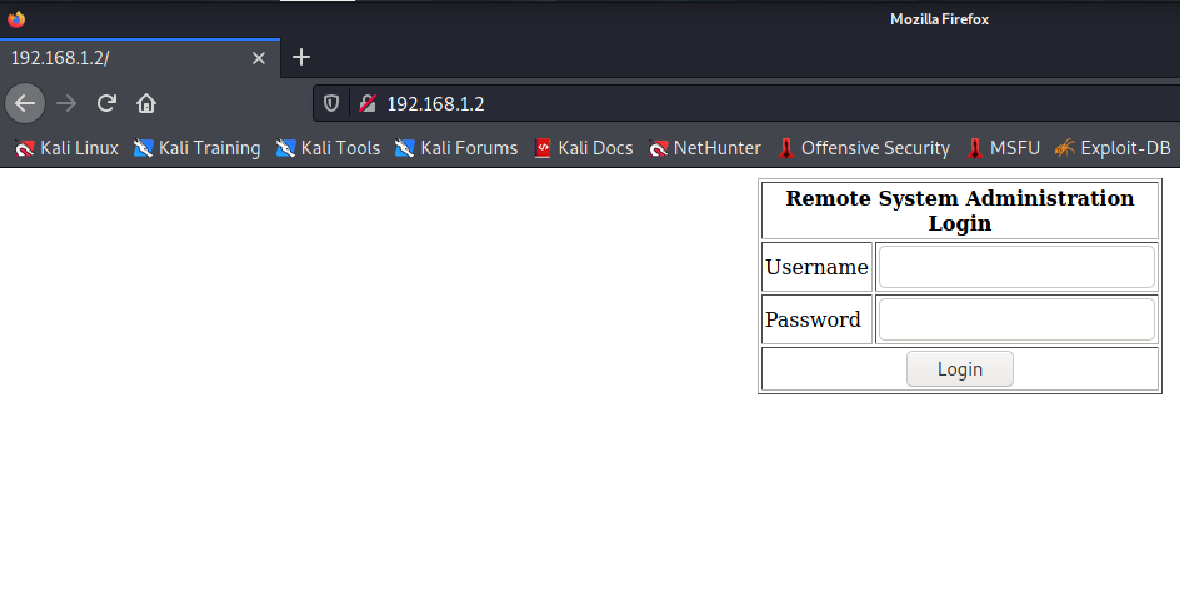 Mozilla Firefox
192.168.1.2/
192.168.1.2
Kali Linux Kali Training Kali Tools Kali Forums Kali Docs NetHunter Offensive Security MSFU Exploit-DB
Remote System Administration
Login
Username
Password
Login